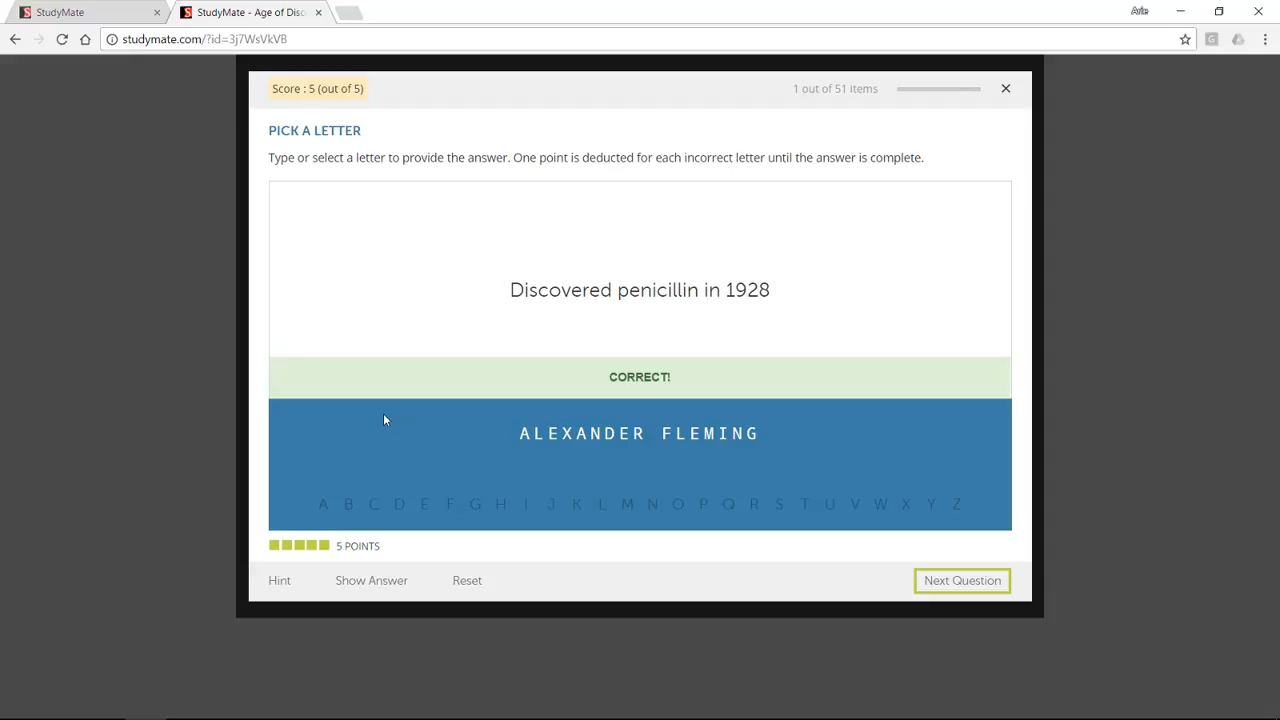 StudyMate
StudyMate - Age of Disc
Arie
studymate.com/?id=3j7WsVkVB
Score : 5 (out of 5)
1 out of 51 items
PICK A LETTER
Type or select a letter to provide the answer. One point is deducted for each incorrect letter until the answer is complete.
Discovered penicillin in 1928
CORRECT!
ALEXANDER FLEMING
A B C D E F G H I J K L M N O P Q R S T U V W X Y Z
5 POINTS
Hint
Show Answer
Reset
Next Question